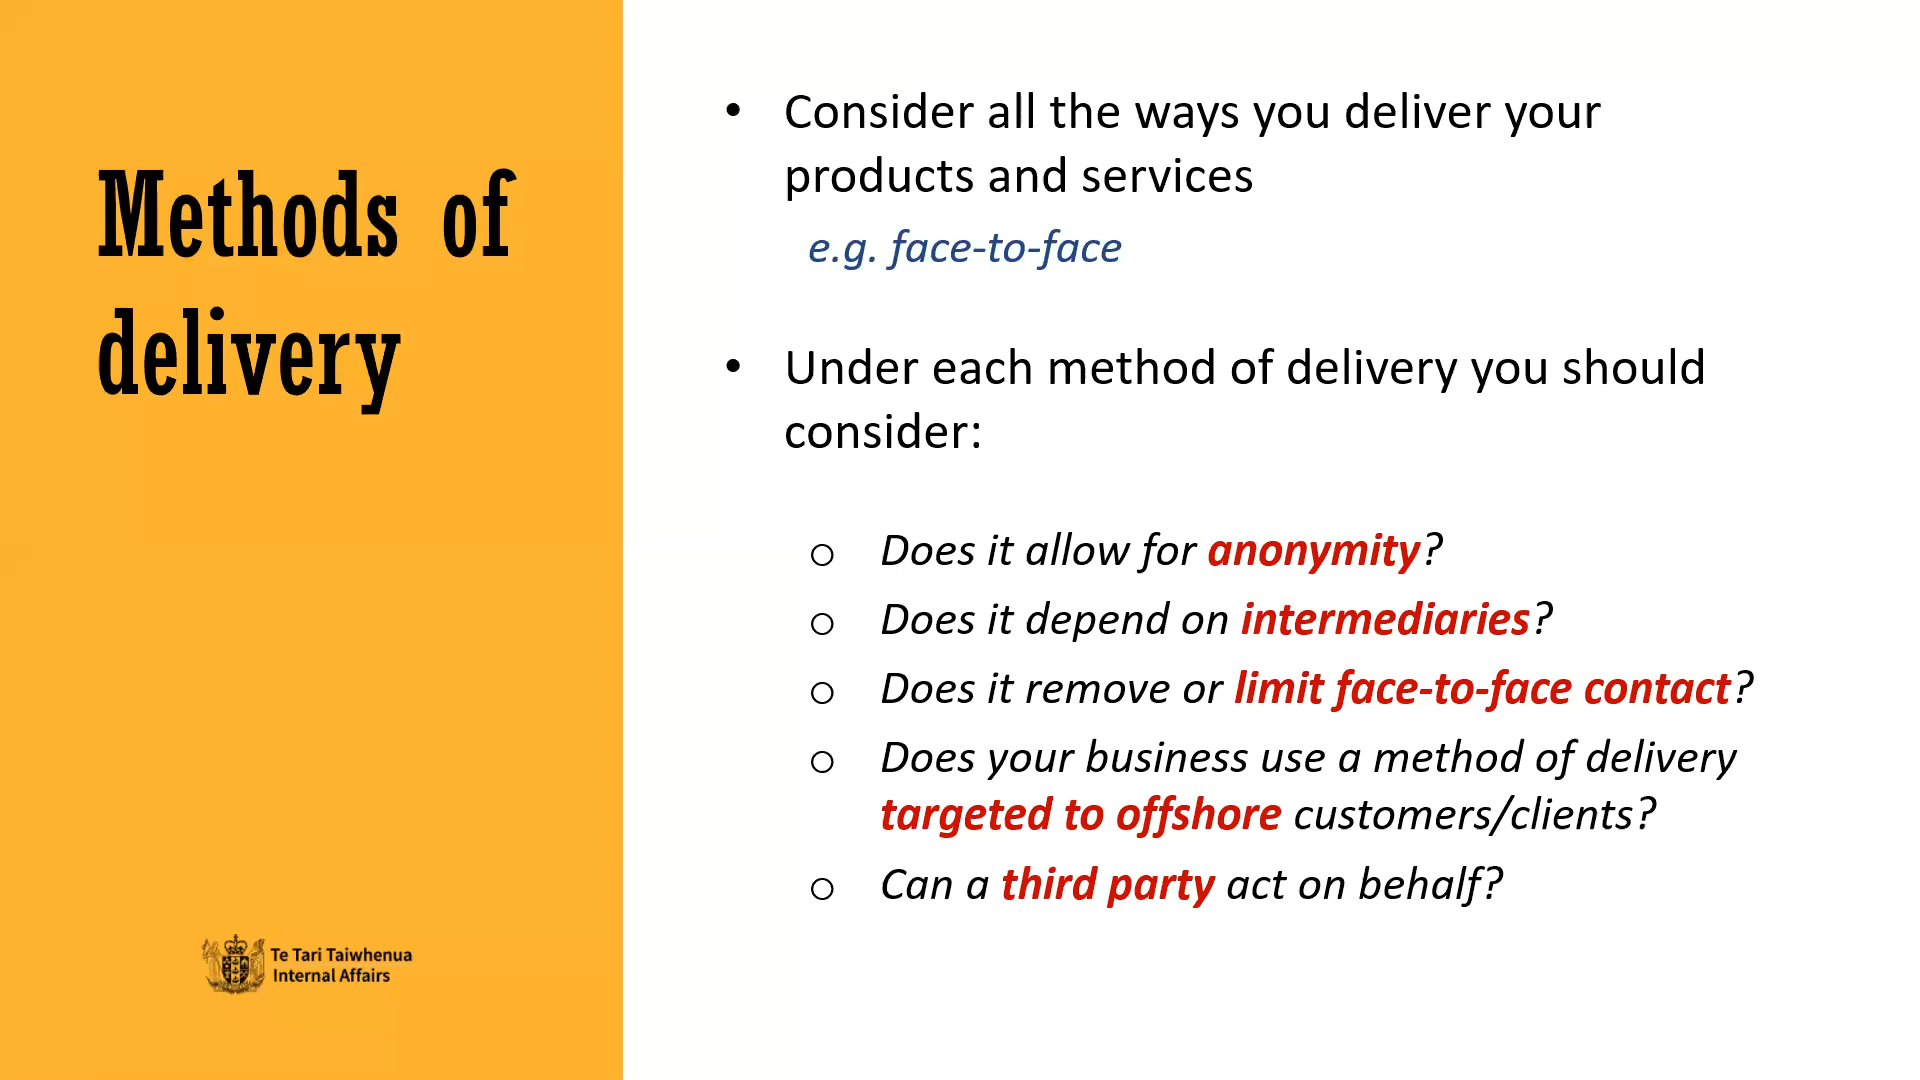 Methods of
delivery
• Consider all the ways you deliver your
products and services
e.g. face-to-face
• Under each method of delivery you should
consider:
o Does it allow for anonymity?
o Does it depend on intermediaries?
o Does it remove or limit face-to-face contact?
o Does your business use a method of delivery
targeted to offshore customers/clients?
o Can a third party act on behalf?
Te Tari Taiwhenua
Internal Affairs